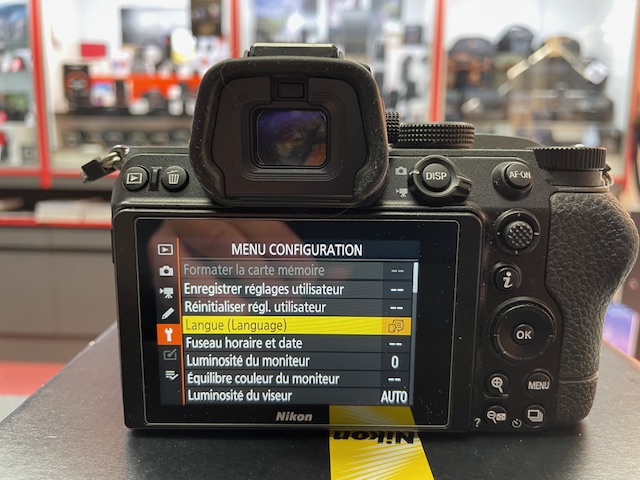 DISP
AF-ON
MENU CONFIGURATION
Formater la carte mémoire --
Enregistrer réglages utilisateur --
Réinitialiser régl. utilisateur --
Langue (Language)
Fuseau horaire et date --
Luminosité du moniteur 0
Équilibre couleur du moniteur --
Luminosité du viseur AUTO
i
OK
MENU
?
Nikon
Nikon